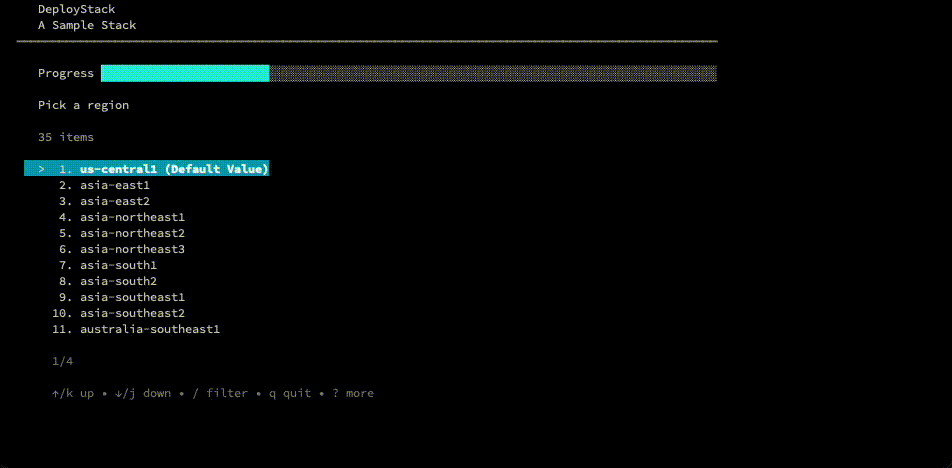 DeployStack
A Sample Stack
Progress
Pick a region
35 items
> 1. us-central1 (Default Value)
2. asia-east1
3. asia-east2
4. asia-northeast1
5. asia-northeast2
6. asia-northeast3
7. asia-south1
8. asia-south2
9. asia-southeast1
10. asia-southeast2
11. australia-southeast1
1/4
↑/k up • ↓/j down • / filter • q quit • ? more